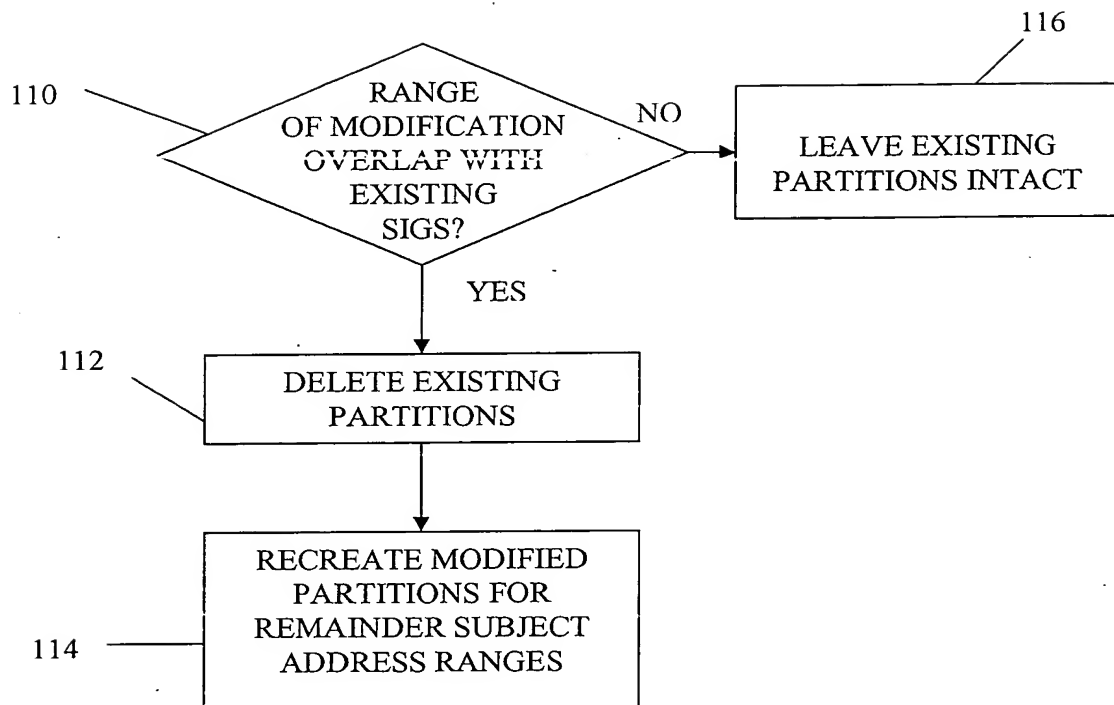 116
110
RANGE
OF MODIFICATION
OVERLAP WITH
EXISTING
SIGS?
NO
LEAVE EXISTING
PARTITIONS INTACT
YES
112
DELETE EXISTING
PARTITIONS
RECREATE MODIFIED
PARTITIONS FOR
REMAINDER SUBJECT
ADDRESS RANGES
114